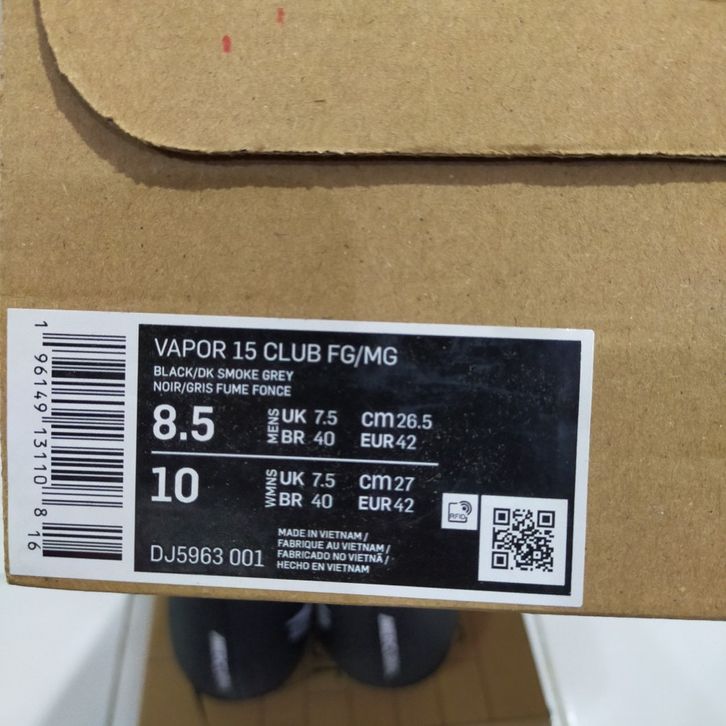 VAPOR 15 CLUB FG/MG
BLACK/DK SMOKE GREY
NOIR/GRIS FUME FONCE
8.5 MENS UK 7.5 cm 26.5
BR 40 EUR 42
10 WMNS UK 7.5 cm 27
BR 40 EUR 42
RFID
MADE IN VIETNAM /
FABRIQUE AU VIETNAM /
FABRICADO NO VIETNÃ /
HECHO EN VIETNAM
DJ5963 001
1 96149 13110 8 16